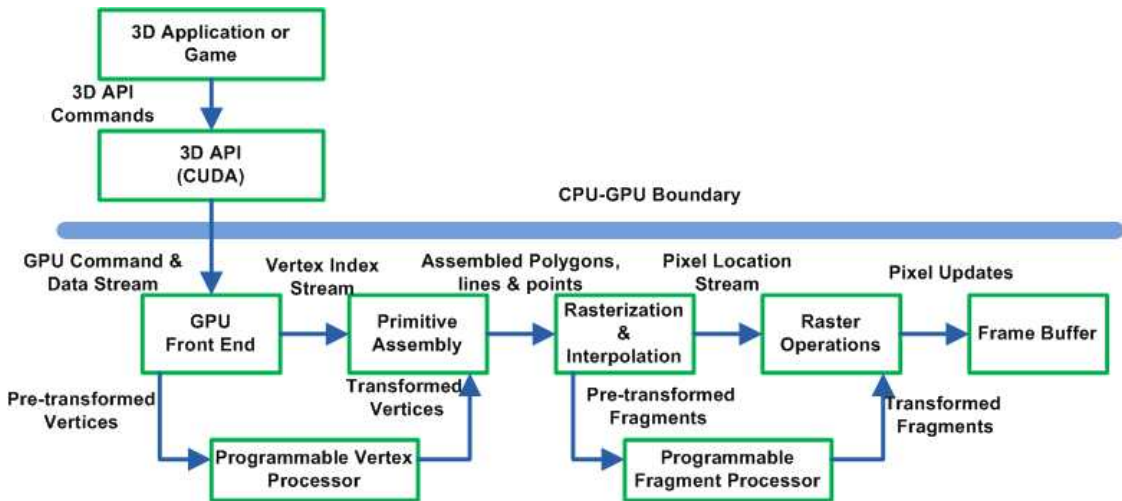 3D Application or
Game
3D API
Commands
3D API
(CUDA)
CPU-GPU Boundary
GPU Command &
Data Stream
Vertex Index
Stream
Assembled Polygons,
lines & points
Pixel Location
Stream
Pixel Updates
GPU
Front End
Primitive
Assembly
Rasterization
&
Interpolation
Raster
Operations
Frame Buffer
Pre-transformed
Vertices
Transformed
Vertices
Pre-transformed
Fragments
Transformed
Fragments
Programmable Vertex
Processor
Programmable
Fragment Processor